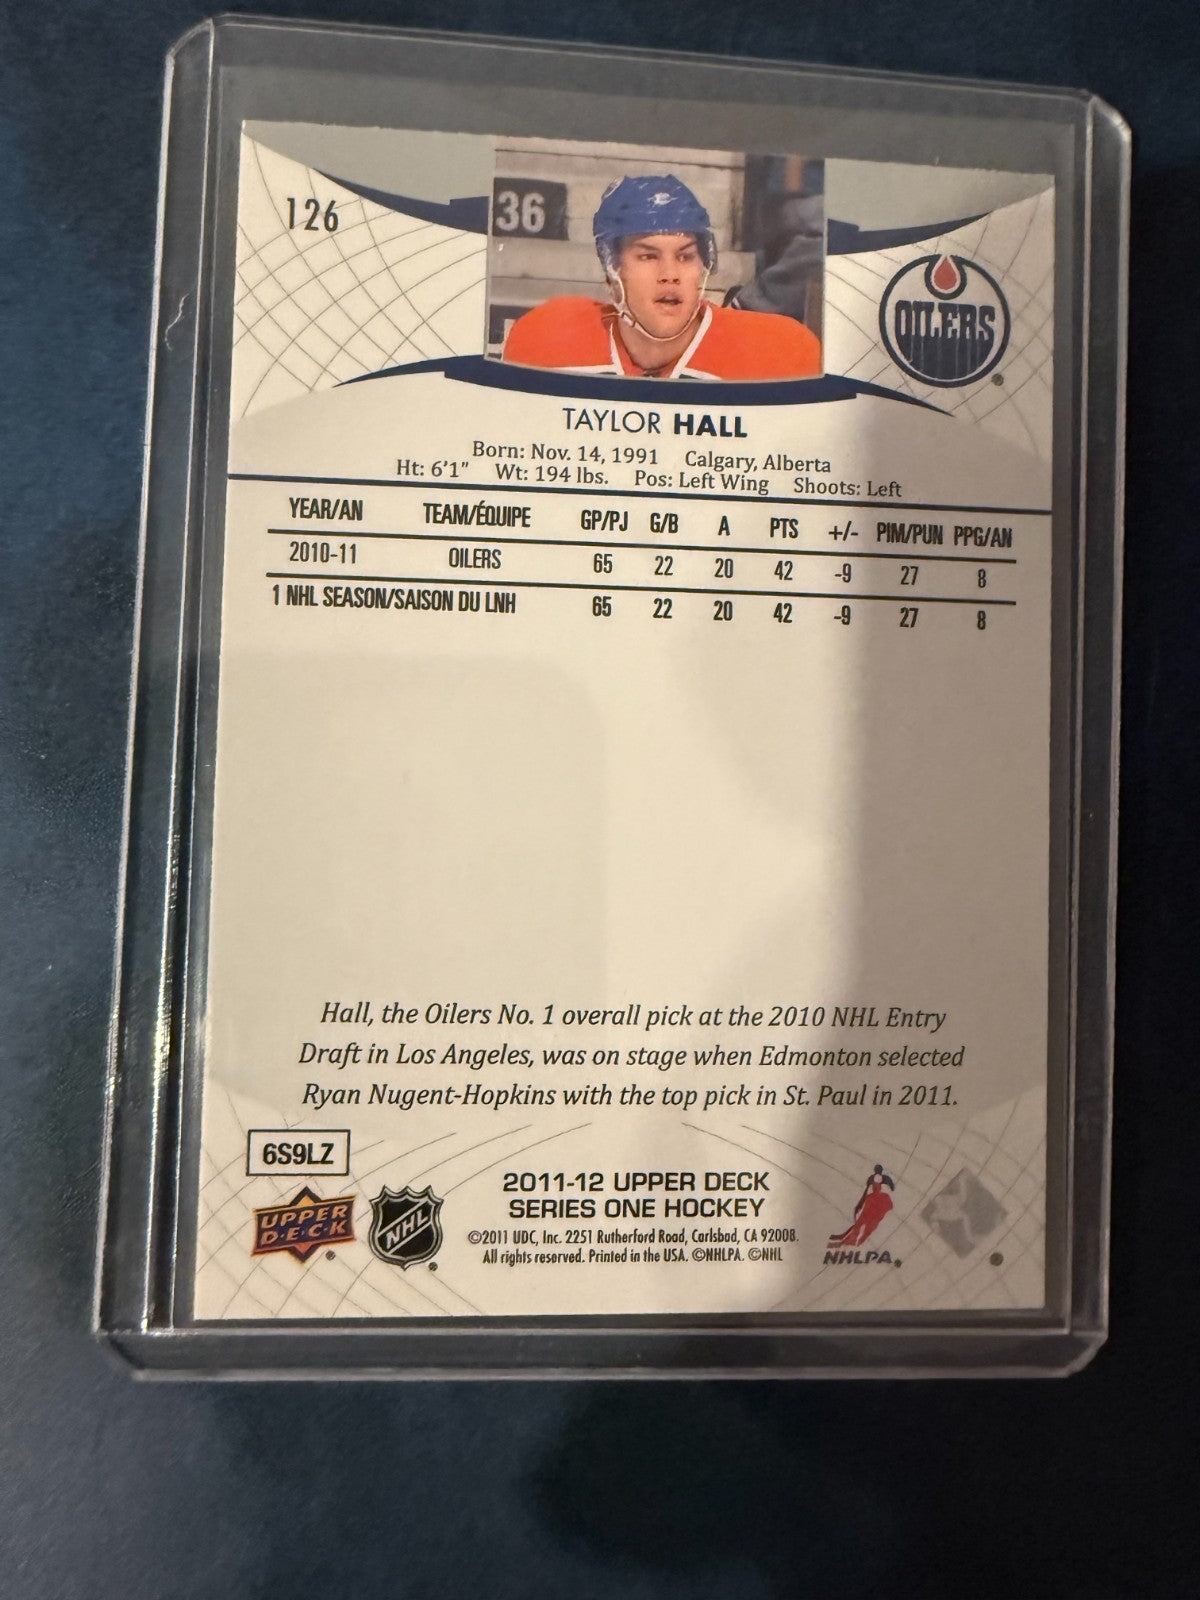 126
36
OILERS
TAYLOR HALL
Born: Nov. 14, 1991 Calgary, Alberta
Ht: 6'1" Wt: 194 lbs. Pos: Left Wing Shoots: Left
YEAR/AN TEAM/ÉQUIPE GP/PJ G/B A PTS +/- PIM/PUN PPG/AN
2010-11 OILERS 65 22 20 42 -9 27 8
1 NHL SEASON/SAISON DU LNH 65 22 20 42 -9 27 8
Hall, the Oilers No. 1 overall pick at the 2010 NHL Entry
Draft in Los Angeles, was on stage when Edmonton selected
Ryan Nugent-Hopkins with the top pick in St. Paul in 2011.
6S9LZ
UPPER
D·E·C·K
®
NHL
®
2011-12 UPPER DECK
SERIES ONE HOCKEY
©2011 UDC, Inc. 2251 Rutherford Road, Carlsbad, CA 92008.
All rights reserved. Printed in the USA. ©NHLPA. ©NHL
NHLPA®